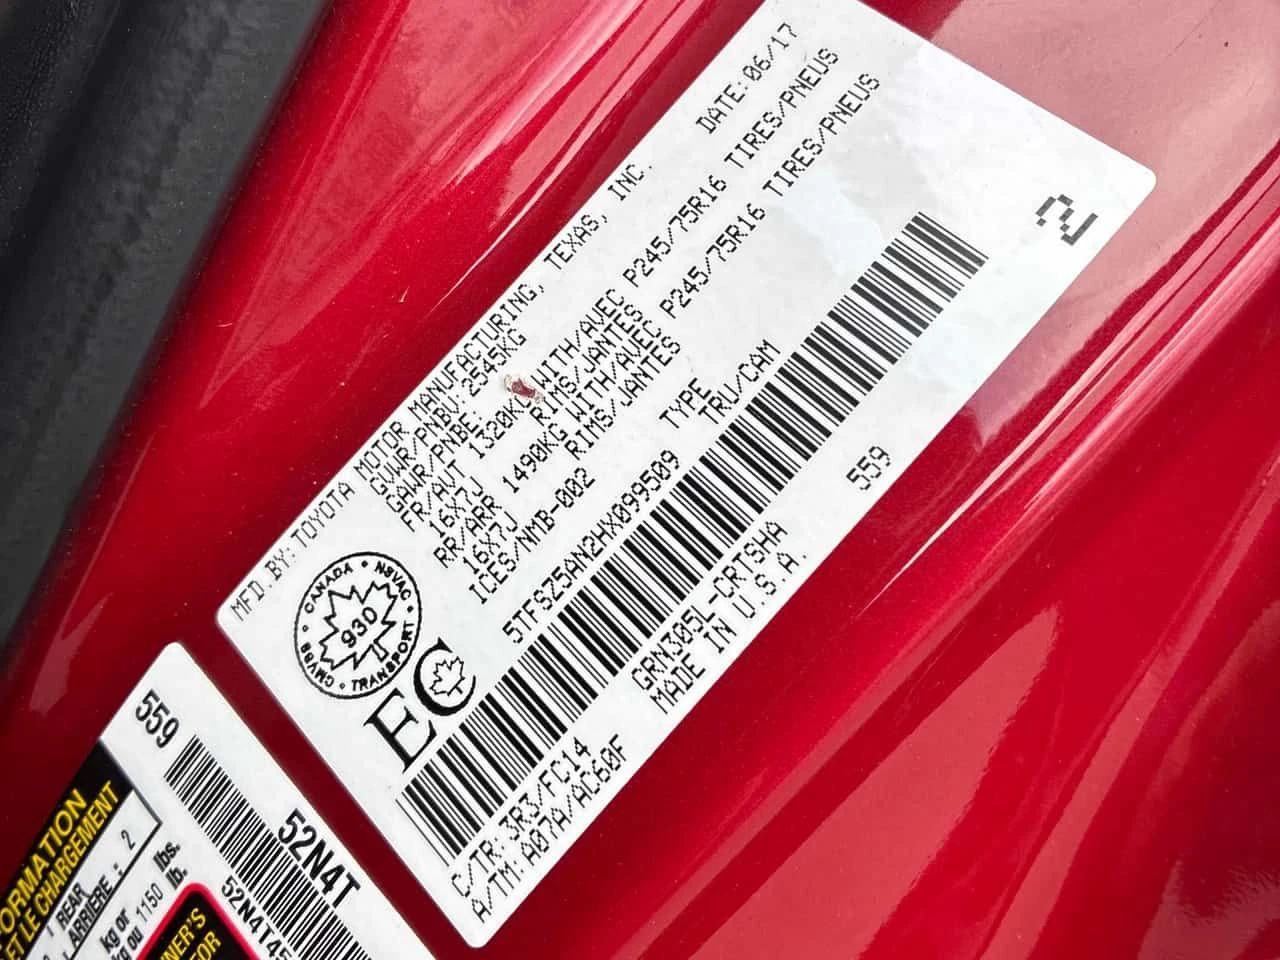 MFD.BY:TOYOTA MOTOR MANUFACTURING, TEXAS, INC.
DATE:06/17
GVWR/PNBV:2545KG
GAWR/PNBE:
FR/AVT 1320KG WITH/AVEC P245/75R16 TIRES/PNEUS
16X7J RIMS/JANTES
RR/ARR 1490KG WITH/AVEC P245/75R16 TIRES/PNEUS
16X7J RIMS/JANTES
ICES/NMB-002
CANADA NSVAC
930
CMVSS TRANSPORT
EC
TYPE
5TFSZ5AN2HX099509 TRU/CAM
2
559
GRN305L-CRTSHA
MADE IN U.S.A.
C/TR:3R3/FC14
A/TM:A07A/AC60F
559
52N4T
ET LE CHARGEMENT
REAR
ARRIÈRE : 2
kg or lbs.
kg ou 1150 lb.